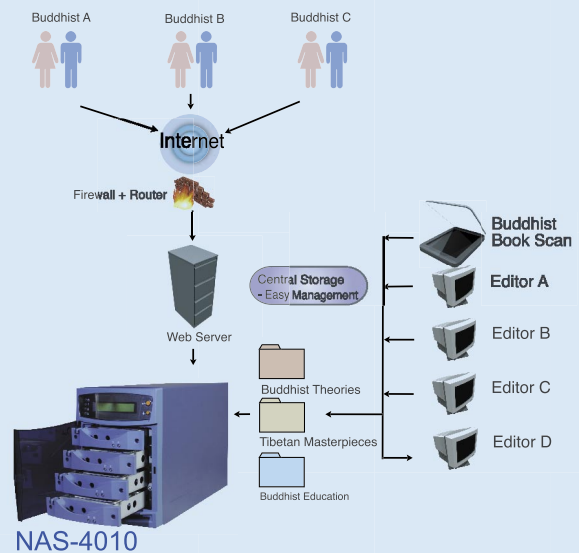 Buddhist A
Buddhist B
Buddhist C
Internet
Firewall + Router
Buddhist
Book Scan
Central Storage
- Easy Management
Editor A
Web Server
Editor B
Buddhist Theories
Editor C
Tibetan Masterpieces
Editor D
Buddhist Education
NAS-4010